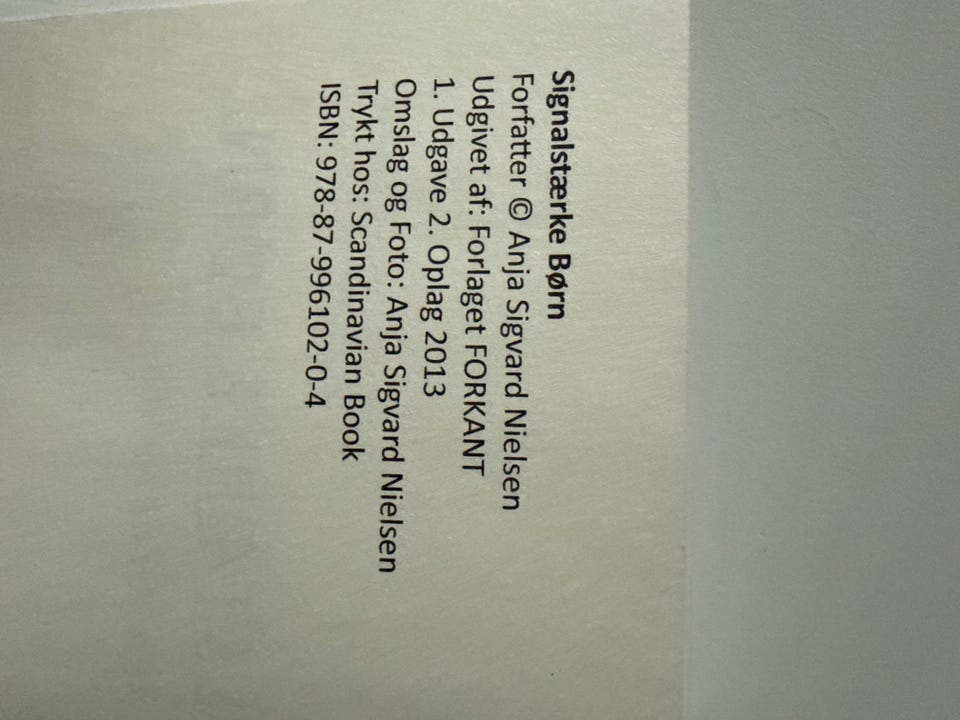 Signalstærke Børn
Forfatter © Anja Sigvard Nielsen
Udgivet af: Forlaget FORKANT
1. Udgave 2. Oplag 2013
Omslag og Foto: Anja Sigvard Nielsen
Trykt hos: Scandinavian Book
ISBN: 978-87-996102-0-4